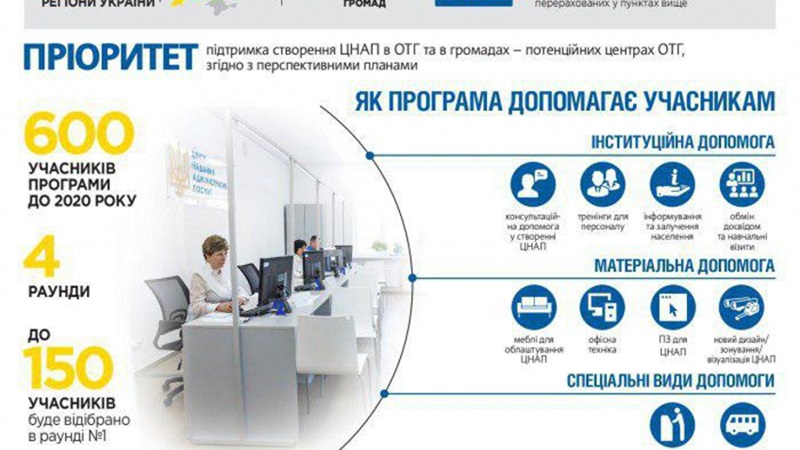 РЕГІОНИ УКРАЇНИ
ГРОМАД
перерахованих у пунктах вище
ПРІОРИТЕТ
підтримка створення ЦНАП в ОТГ та в громадах – потенційних центрах ОТГ,
згідно з перспективними планами
ЯК ПРОГРАМА ДОПОМАГАЄ УЧАСНИКАМ
600
УЧАСНИКІВ
ПРОГРАМИ
ДО 2020 РОКУ
4
РАУНДИ
ДО
150
УЧАСНИКІВ
буде відібрано
в раунді №1
ІНСТИТУЦІЙНА ДОПОМОГА
консультацій-
на допомога
у створенні
ЦНАП
тренінги для
персоналу
інформування
та залучення
населення
обмін
досвідом
та навчальні
візити
МАТЕРІАЛЬНА ДОПОМОГА
меблі для
облаштування
ЦНАП
офісна
техніка
ПЗ для
ЦНАП
новий дизайн/
зонування/
візуалізація ЦНАП
СПЕЦІАЛЬНІ ВИДИ ДОПОМОГИ